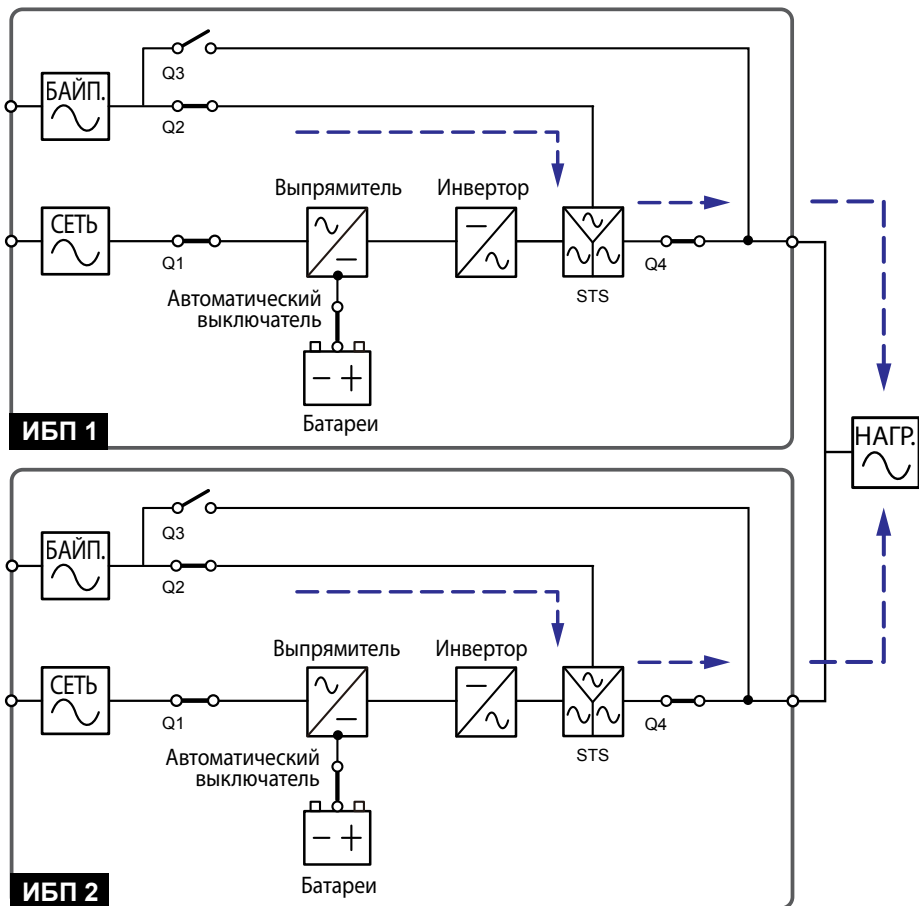 Q3
БАЙП.
Q2
Выпрямитель
Инвертор
СЕТЬ
Q1
STS
Q4
Автоматический
выключатель
Батареи
ИБП 1
НАГР.
Q3
БАЙП.
Q2
Выпрямитель
Инвертор
СЕТЬ
Q1
STS
Q4
Автоматический
выключатель
Батареи
ИБП 2